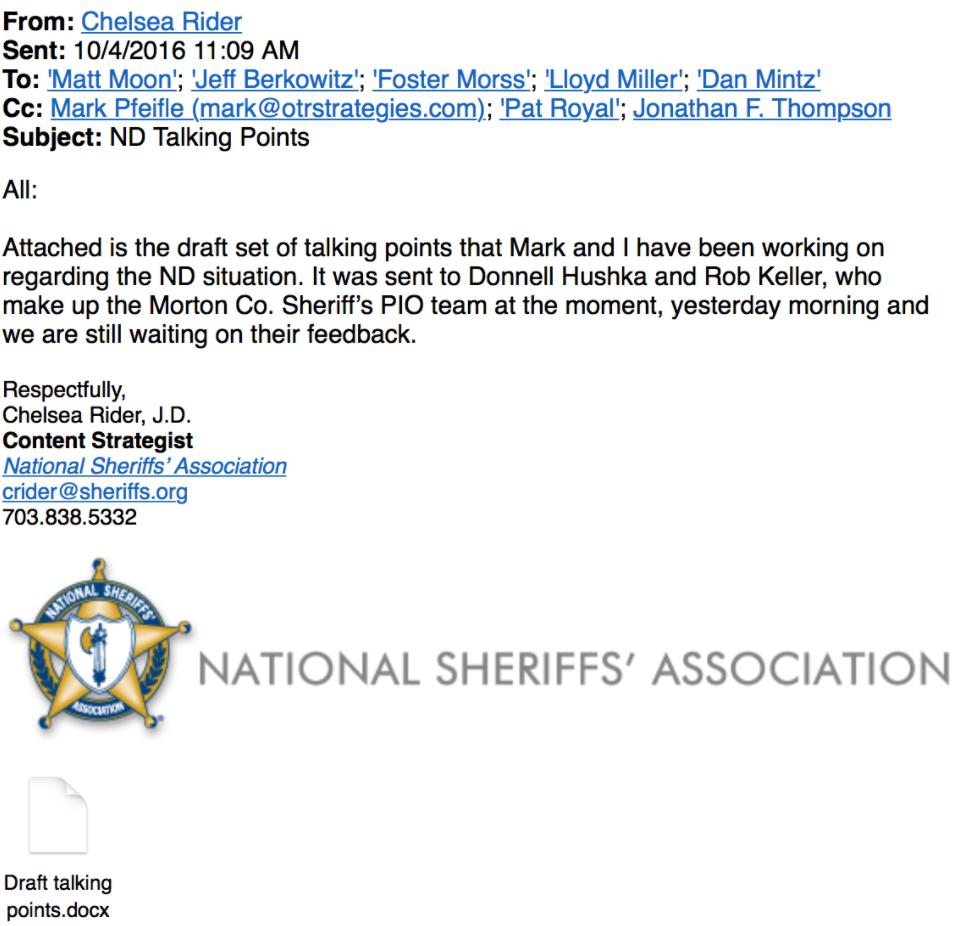 From: Chelsea Rider
Sent: 10/4/2016 11:09 AM
To: 'Matt Moon'; 'Jeff Berkowitz'; 'Foster Morss'; 'Lloyd Miller'; 'Dan Mintz'
Cc: Mark Pfeifle (mark@otrstrategies.com); 'Pat Royal'; Jonathan F. Thompson
Subject: ND Talking Points
All:
Attached is the draft set of talking points that Mark and I have been working on
regarding the ND situation. It was sent to Donnell Hushka and Rob Keller, who
make up the Morton Co. Sheriff’s PIO team at the moment, yesterday morning and
we are still waiting on their feedback.
Respectfully,
Chelsea Rider, J.D.
Content Strategist
National Sheriffs’ Association
crider@sheriffs.org
703.838.5332
NATIONAL SHERIFFS’
ASSOCIATION
®
NATIONAL SHERIFFS’ ASSOCIATION
Draft talking
points.docx